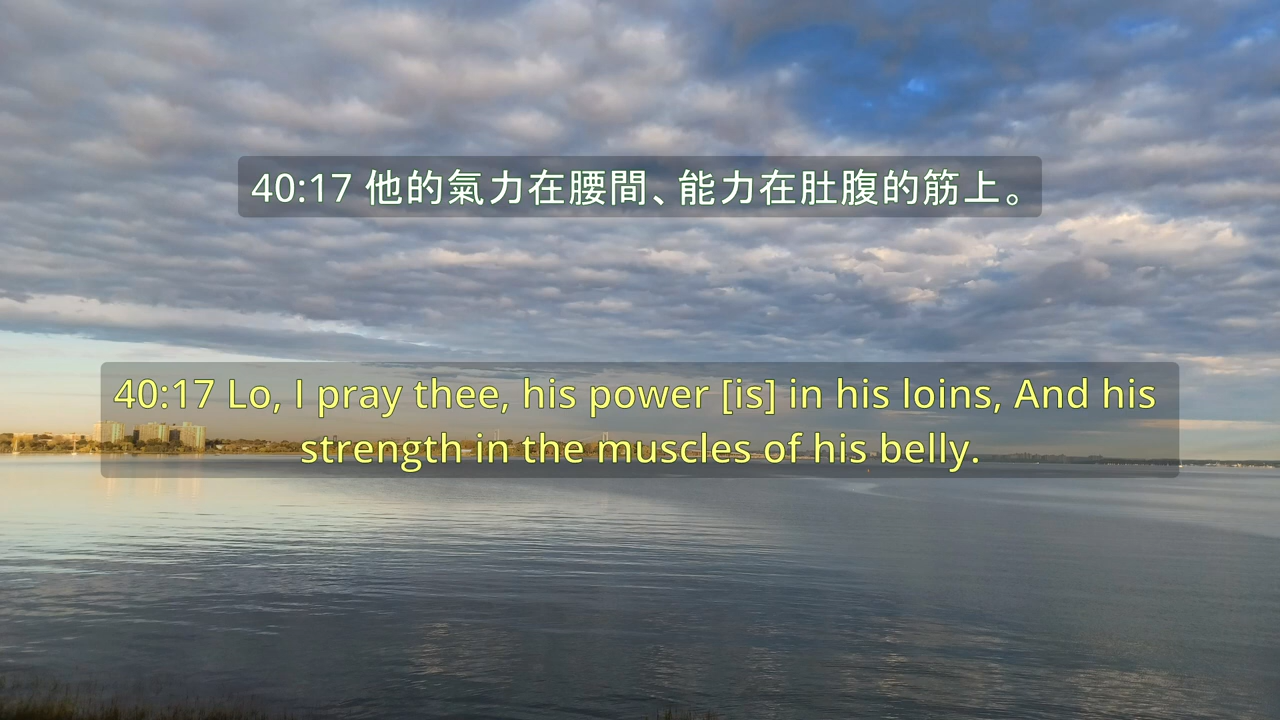 40:17 他的氣力在腰間、能力在肚腹的筋上。
40:17 Lo, I pray thee, his power [is] in his loins, And his
strength in the muscles of his belly.